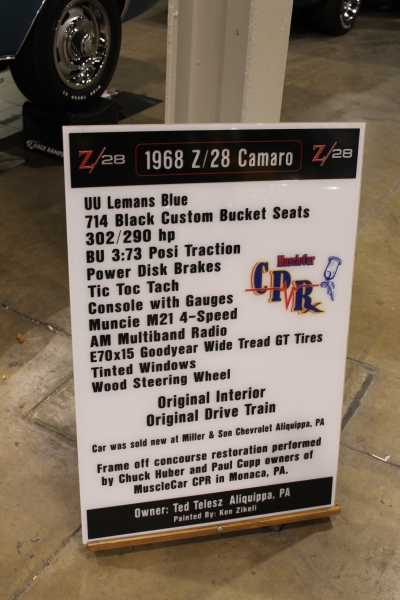 Z/28 1968 Z/28 Camaro Z/28
UU Lemans Blue
714 Black Custom Bucket Seats
302/290 hp
BU 3:73 Posi Traction
Power Disk Brakes
Tic Toc Tach
Console with Gauges
Muncie M21 4-Speed
AM Multiband Radio
E70x15 Goodyear Wide Tread GT Tires
Tinted Windows
Wood Steering Wheel
MuscleCar
CPR
Original Interior
Original Drive Train
Car was sold new at Miller & Son Chevrolet Aliquippa, PA
Frame off concourse restoration performed
by Chuck Huber and Paul Cupp owners of
MuscleCar CPR in Monaca, PA.
Owner: Ted Telesz Aliquippa, PA
Painted By: Ken Zikeli
RACE RAMPS